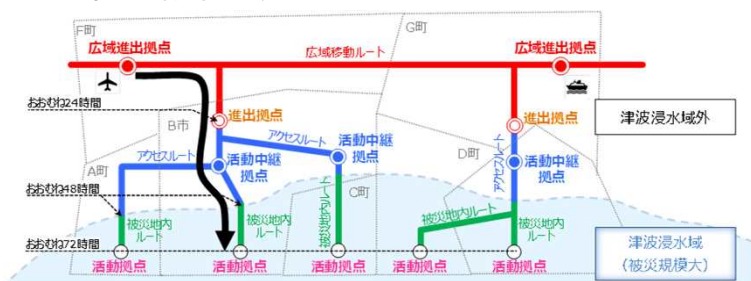 F町
G町
広域進出拠点
広域移動ルート
広域進出拠点
おおむね24時間
進出拠点
進出拠点
津波浸水域外
B市
アクセスルート
活動中継
拠点
D町
アクセスルート
A町
アクセスルート
活動中継
拠点
活動中継
拠点
おおむね48時間
C町
被災地内
ルート
被災地内
ルート
被災地内ルート
被災地内ルート
被災地内
ルート
おおむね72時間
津波浸水域
（被災規模大）
活動拠点
活動拠点
活動拠点
活動拠点
活動拠点